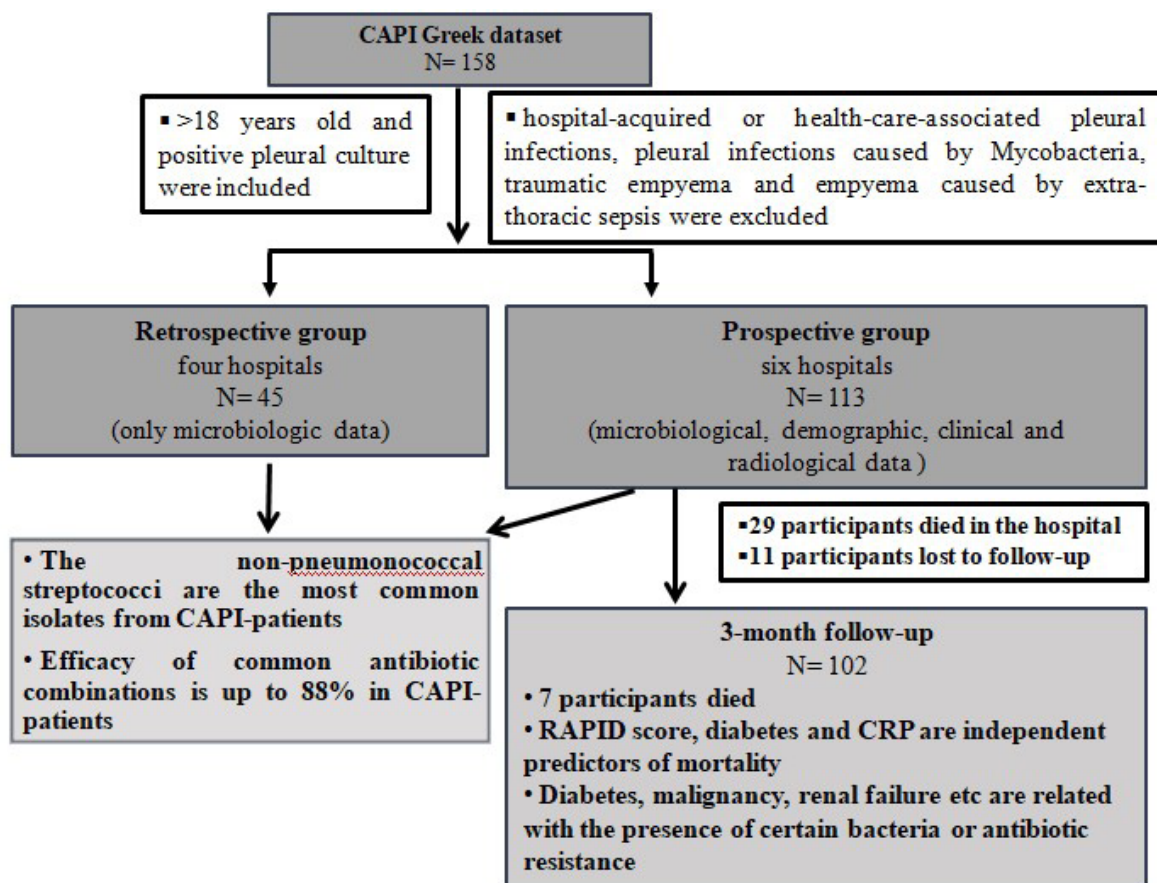 CAPI Greek dataset
N= 158
▪ >18 years old and
positive pleural culture
were included
▪ hospital-acquired or health-care-associated pleural
infections, pleural infections caused by Mycobacteria,
traumatic empyema and empyema caused by extra-
thoracic sepsis were excluded
Retrospective group
four hospitals
N= 45
(only microbiologic data)
Prospective group
six hospitals
N= 113
(microbiological, demographic, clinical and
radiological data )
▪29 participants died in the hospital
▪11 participants lost to follow-up
• The non-pneumonococcal
streptococci are the most common
isolates from CAPI-patients
• Efficacy of common antibiotic
combinations is up to 88% in CAPI-
patients
3-month follow-up
N= 102
• 7 participants died
• RAPID score, diabetes and CRP are independent
predictors of mortality
• Diabetes, malignancy, renal failure etc are related
with the presence of certain bacteria or antibiotic
resistance